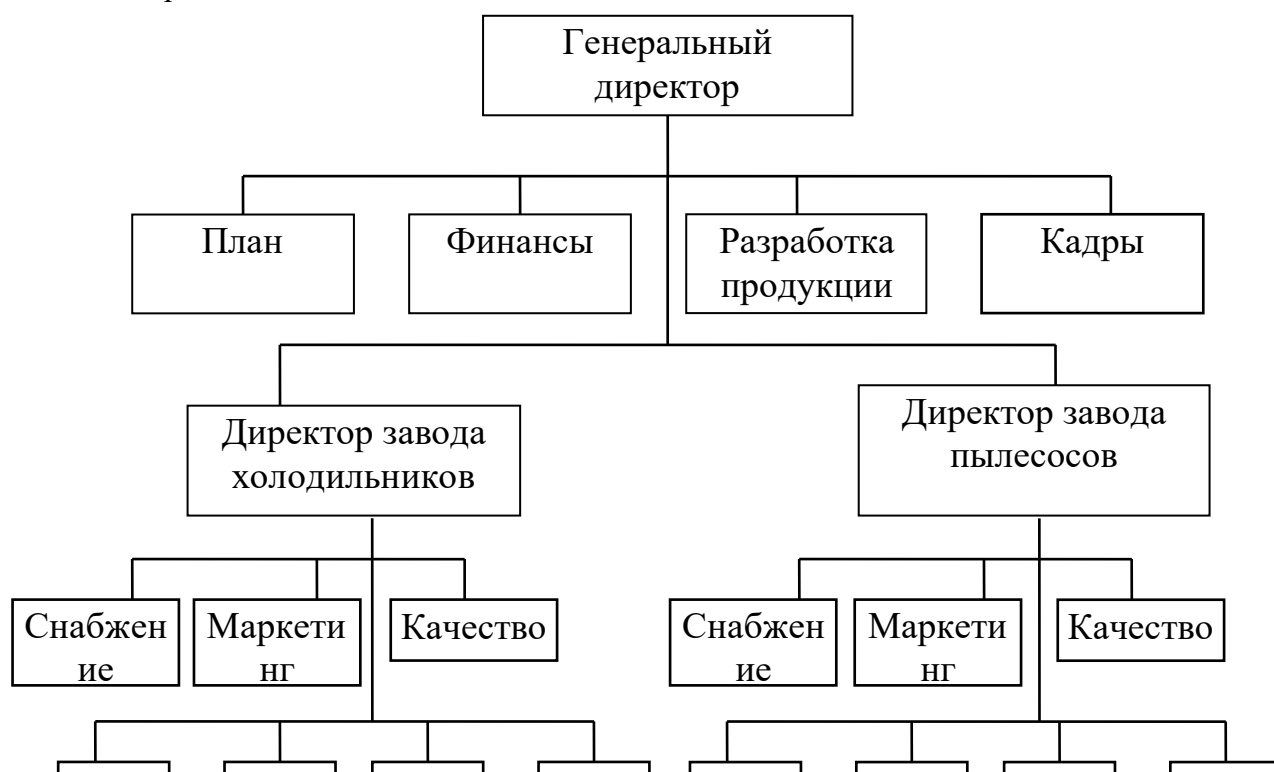 Генеральный
директор
План
Финансы
Разработка
продукции
Кадры
Директор завода
холодильников
Директор завода
пылесосов
Снабжен
ие
Маркети
нг
Качество
Снабжен
ие
Маркети
нг
Качество